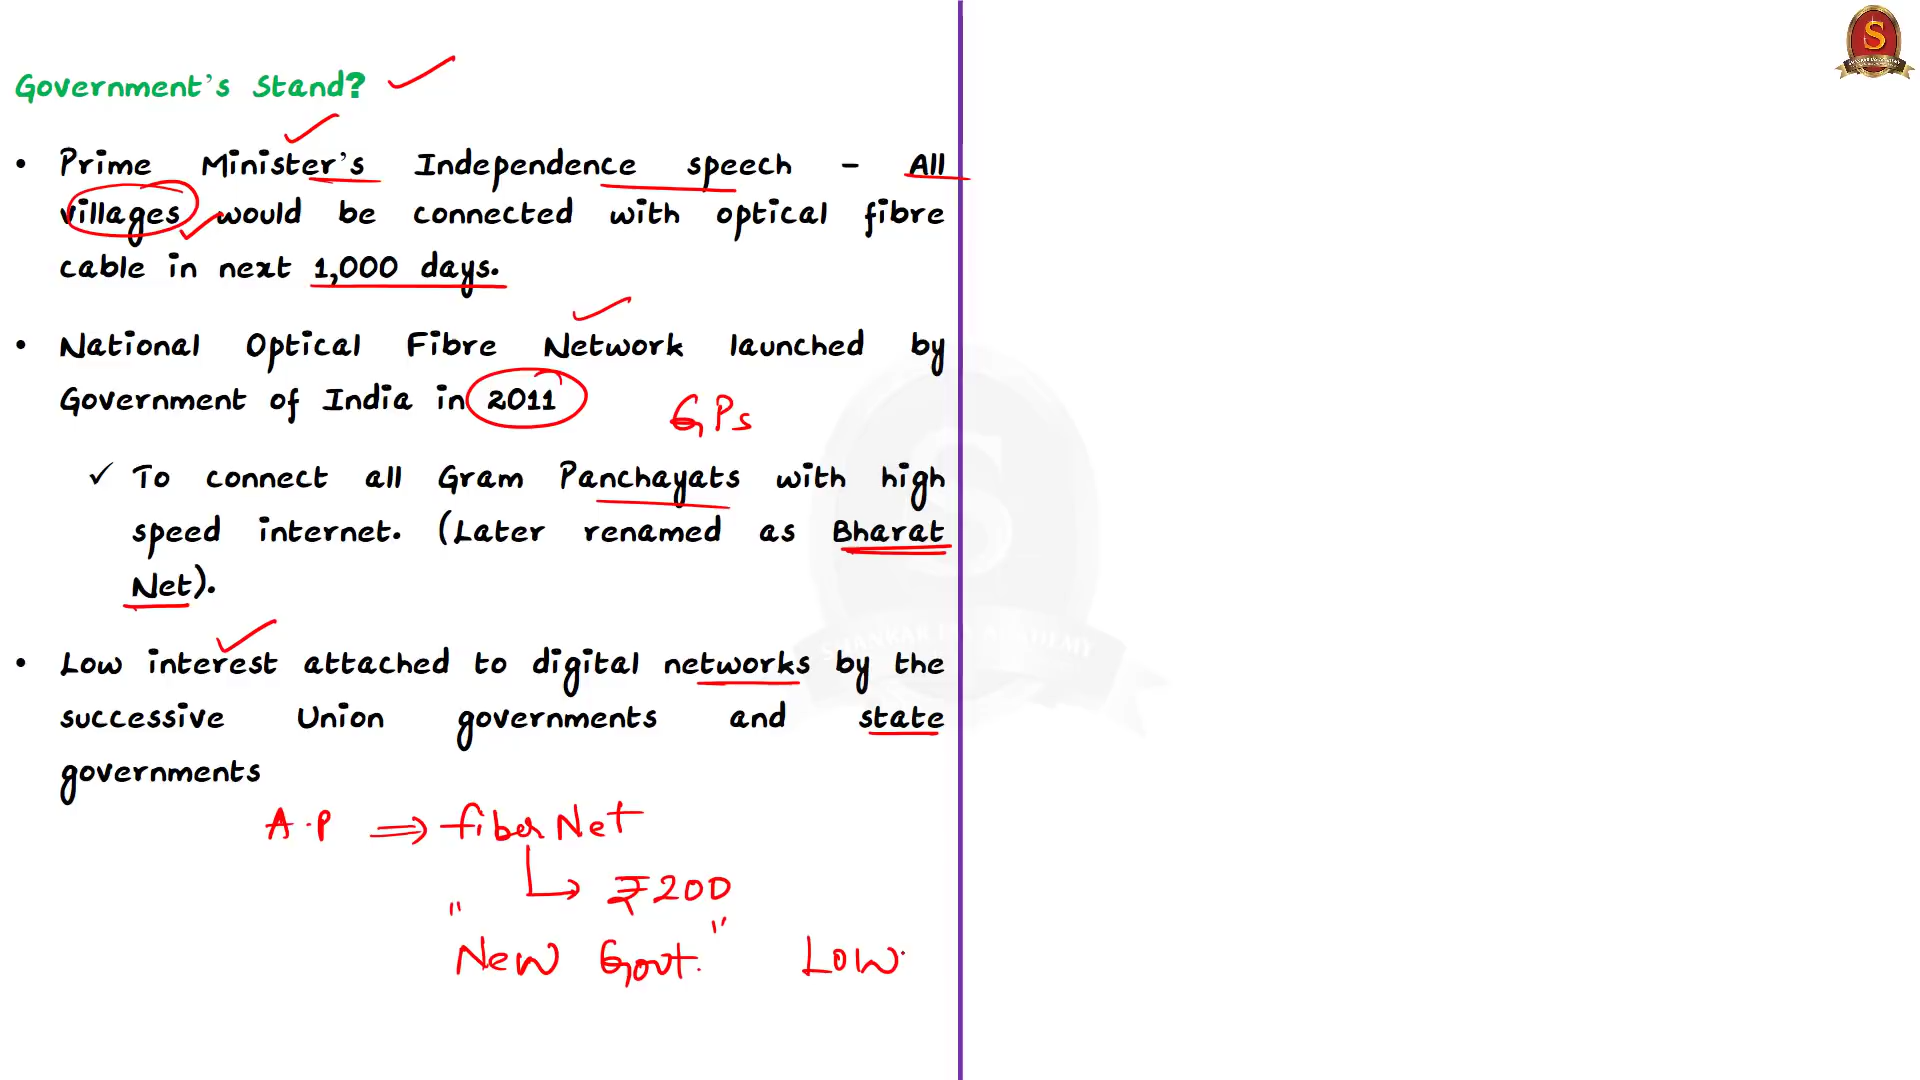 Government's Stand?
• Prime Minister's Independence speech - All
villages would be connected with optical fibre
cable in next 1,000 days.
• National Optical Fibre Network launched by
Government of India in 2011
GPs
✓ To connect all Gram Panchayats with high
speed internet. (Later renamed as Bharat
Net).
• Low interest attached to digital networks by the
successive Union governments and state
governments
A.P ⇒ fiber Net
↳ ₹200
"New Govt." Low
S
SHANKAR IAS ACADEMY